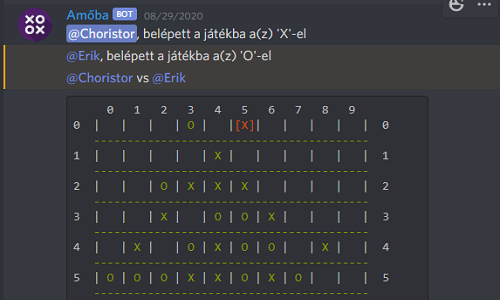 XO
OX
Amőba BOT 08/29/2020
@Choristor, belépett a játékba a(z) 'X'-el
@Erik, belépett a játékba a(z) 'O'-el
@Choristor vs @Erik
0 1 2 3 4 5 6 7 8 9
0 | | | | O | |[X]| | | | | 0
---------------------------------
1 | | | | | X | | | | | | 1
---------------------------------
2 | | | O | X | X | X | | | | | 2
---------------------------------
3 | | | X | | O | O | X | | | | 3
---------------------------------
4 | | X | | O | X | O | O | | X | | 4
---------------------------------
5 | O | O | O | X | X | O | X | O | | | 5
---------------------------------